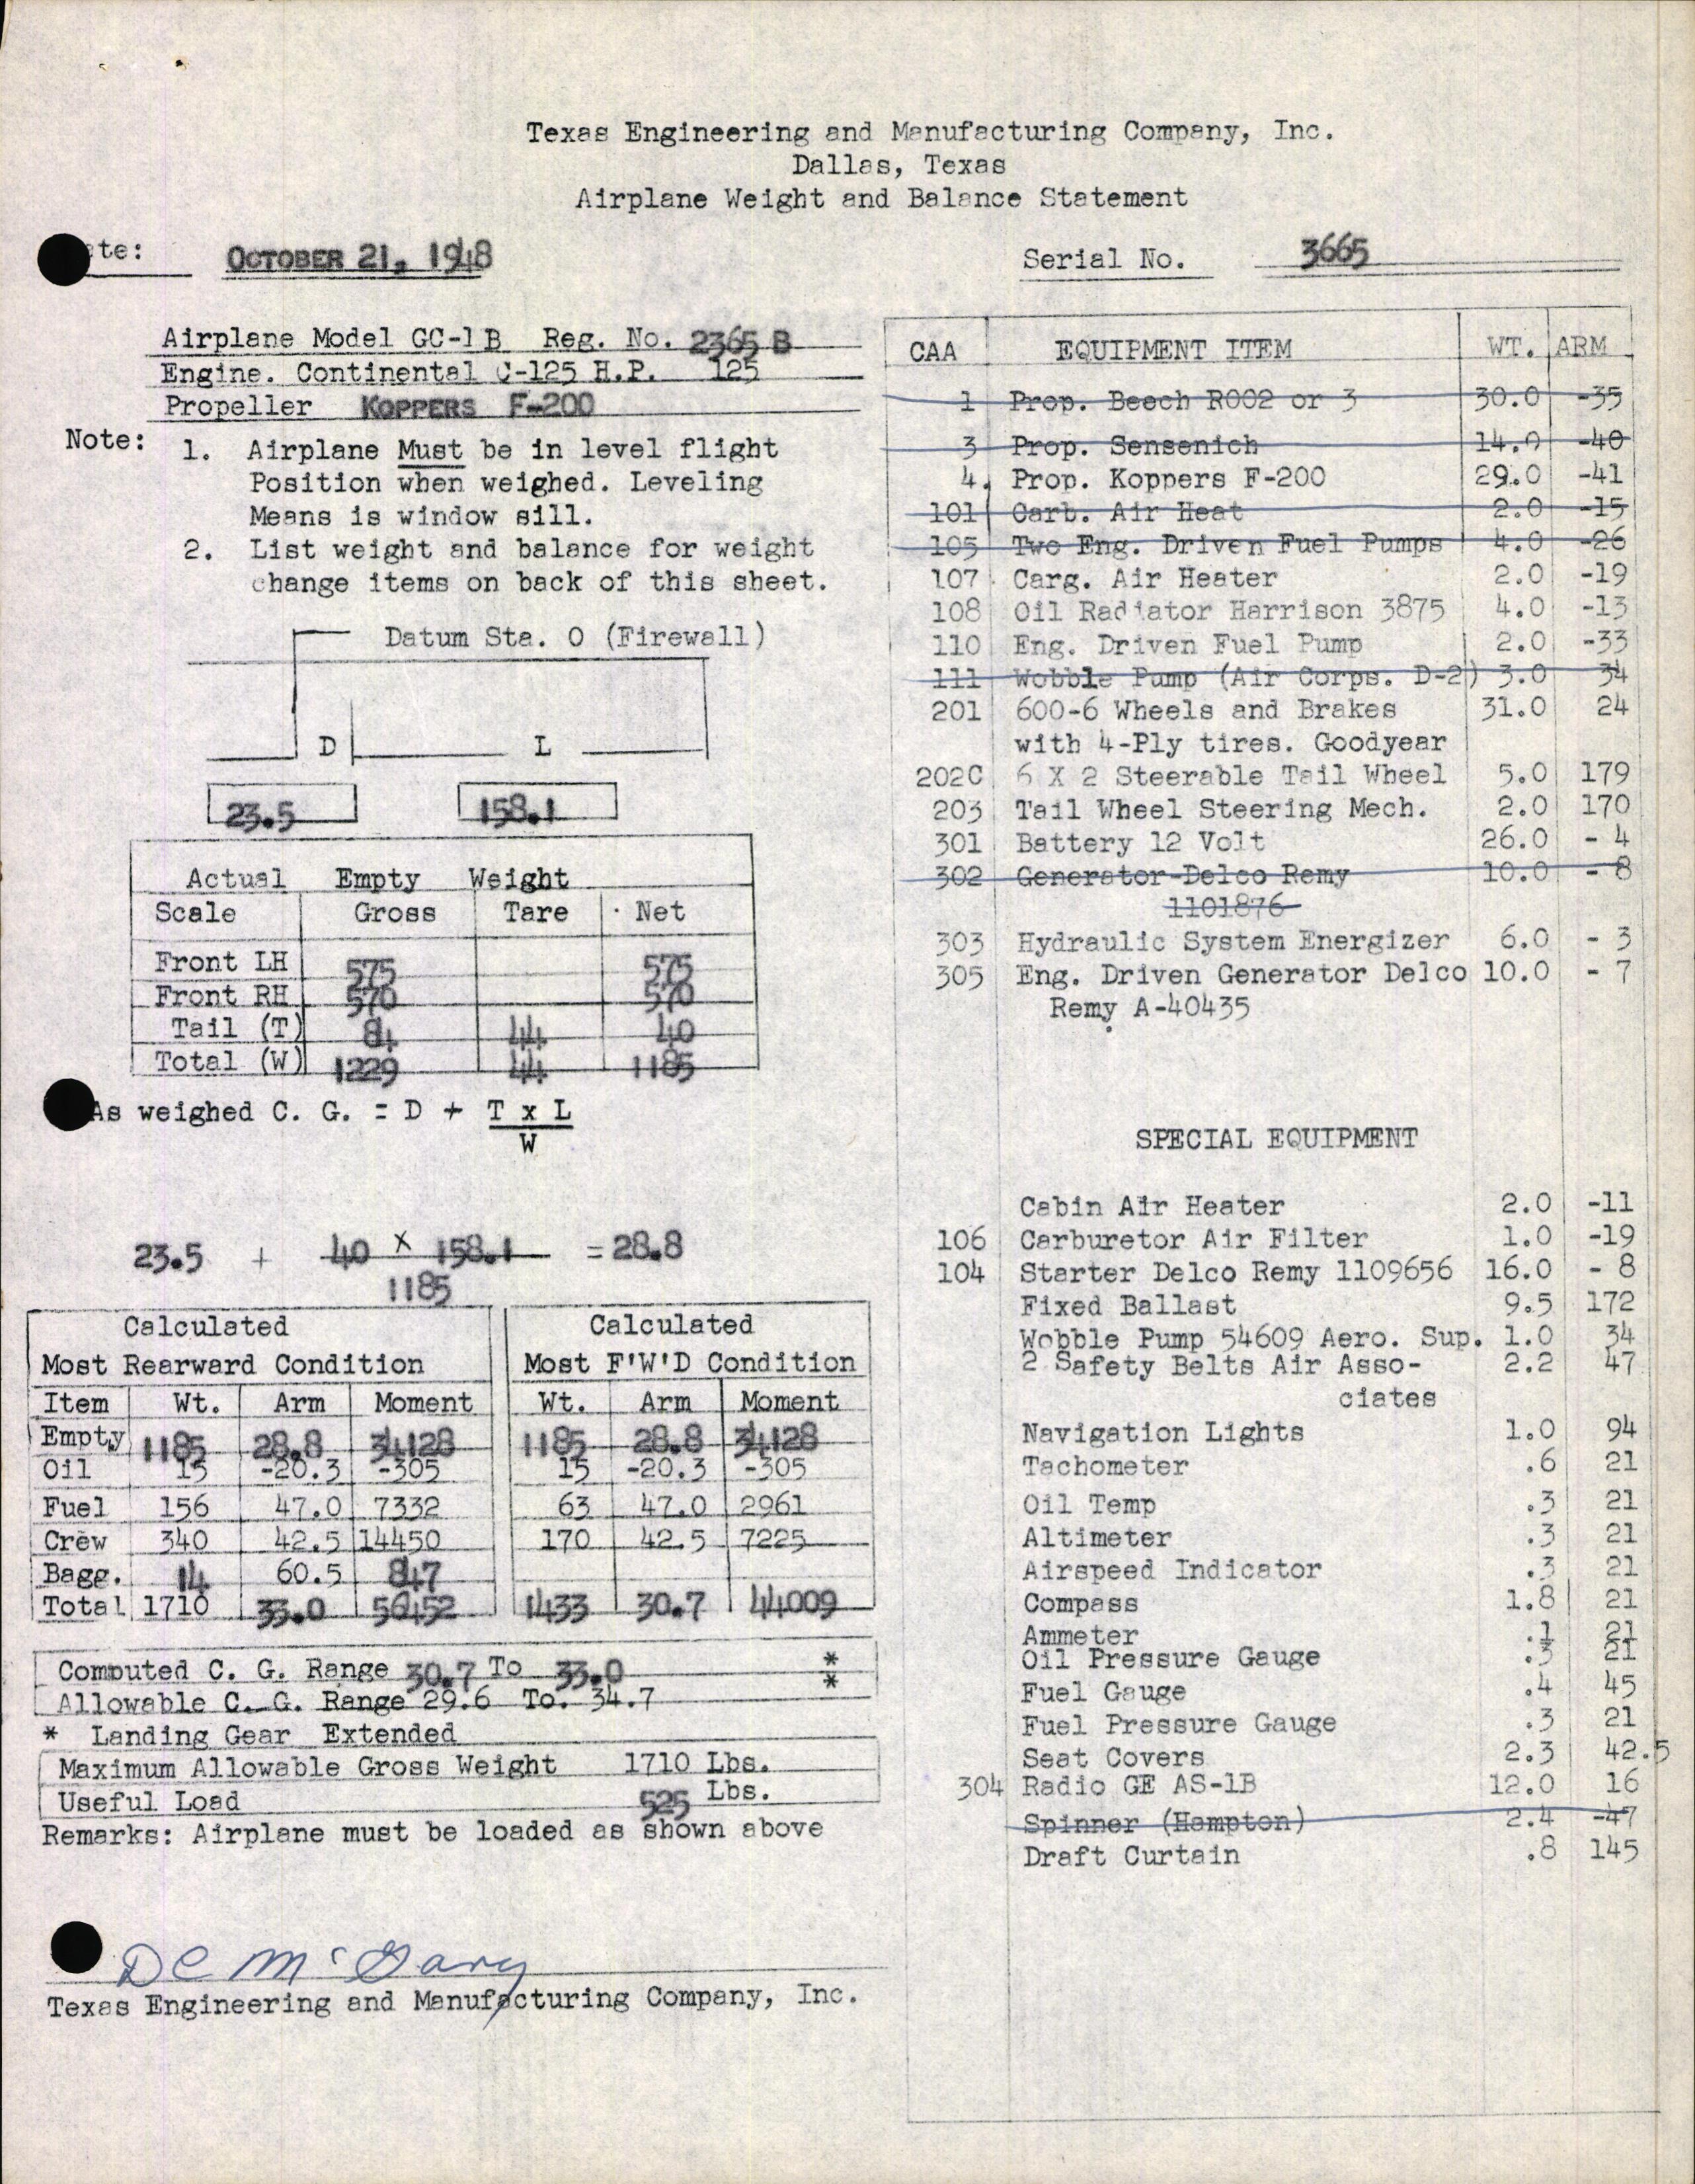 Texas Engineering and Manufacturing Company, Inc.
Dallas, Texas
Airplane Weight and Balance Statement
te: OCTOBER 21, 1948
Serial No. 3665
Airplane Model GC-1B Reg. No. 2365 B
Engine. Continental C-125 H.P. 125
Propeller KOPPERS F-200
Note: 1. Airplane Must be in level flight
Position when weighed. Leveling
Means is window sill.
2. List weight and balance for weight
change items on back of this sheet.
Datum Sta. 0 (Firewall)
D L
23.5 158.1
Actual Empty Weight
Scale Gross Tare Net
Front LH 575 575
Front RH 570 570
Tail (T) 84 44 40
Total (W) 1229 44 1185
As weighed C. G. = D + T x L
W
23.5 + 40 X 158.1 = 28.8
1185
Calculated
Most Rearward Condition
Calculated
Most F'W'D Condition
Item Wt. Arm Moment Wt. Arm Moment
Empty 1185 28.8 34128 1185 28.8 34128
Oil 15 -20.3 -305 15 -20.3 -305
Fuel 156 47.0 7332 63 47.0 2961
Crew 340 42.5 14450 170 42.5 7225
Bagg. 14 60.5 847
Total 1710 33.0 56452 1433 30.7 44009
Computed C. G. Range 30.7 To 33.0 *
Allowable C. G. Range 29.6 To. 34.7 *
* Landing Gear Extended
Maximum Allowable Gross Weight 1710 Lbs.
Useful Load 525 Lbs.
Remarks: Airplane must be loaded as shown above
DC McGary
Texas Engineering and Manufacturing Company, Inc.
CAA EQUIPMENT ITEM WT. ARM
1 Prop. Beech R002 or 3 30.0 -35
3 Prop. Sensenich 14.0 -40
4. Prop. Koppers F-200 29.0 -41
101 Carb. Air Heat 2.0 -15
105 Two Eng. Driven Fuel Pumps 4.0 -26
107 Carg. Air Heater 2.0 -19
108 Oil Radiator Harrison 3875 4.0 -13
110 Eng. Driven Fuel Pump 2.0 -33
111 Wobble Pump (Air Corps. D-2) 3.0 34
201 600-6 Wheels and Brakes 31.0 24
with 4-Ply tires. Goodyear
202C 6 X 2 Steerable Tail Wheel 5.0 179
203 Tail Wheel Steering Mech. 2.0 170
301 Battery 12 Volt 26.0 - 4
302 Generator-Delco Remy 10.0 - 8
1101876
303 Hydraulic System Energizer 6.0 - 3
305 Eng. Driven Generator Delco 10.0 - 7
Remy A-40435
SPECIAL EQUIPMENT
Cabin Air Heater 2.0 -11
106 Carburetor Air Filter 1.0 -19
104 Starter Delco Remy 1109656 16.0 - 8
Fixed Ballast 9.5 172
Wobble Pump 54609 Aero. Sup. 1.0 34
2 Safety Belts Air Asso- 2.2 47
ciates
Navigation Lights 1.0 94
Tachometer .6 21
Oil Temp .3 21
Altimeter .3 21
Airspeed Indicator .3 21
Compass 1.8 21
Ammeter .1 21
Oil Pressure Gauge .3 21
Fuel Gauge .4 45
Fuel Pressure Gauge .3 21
Seat Covers 2.3 42.5
304 Radio GE AS-1B 12.0 16
Spinner (Hampton) 2.4 -47
Draft Curtain .8 145